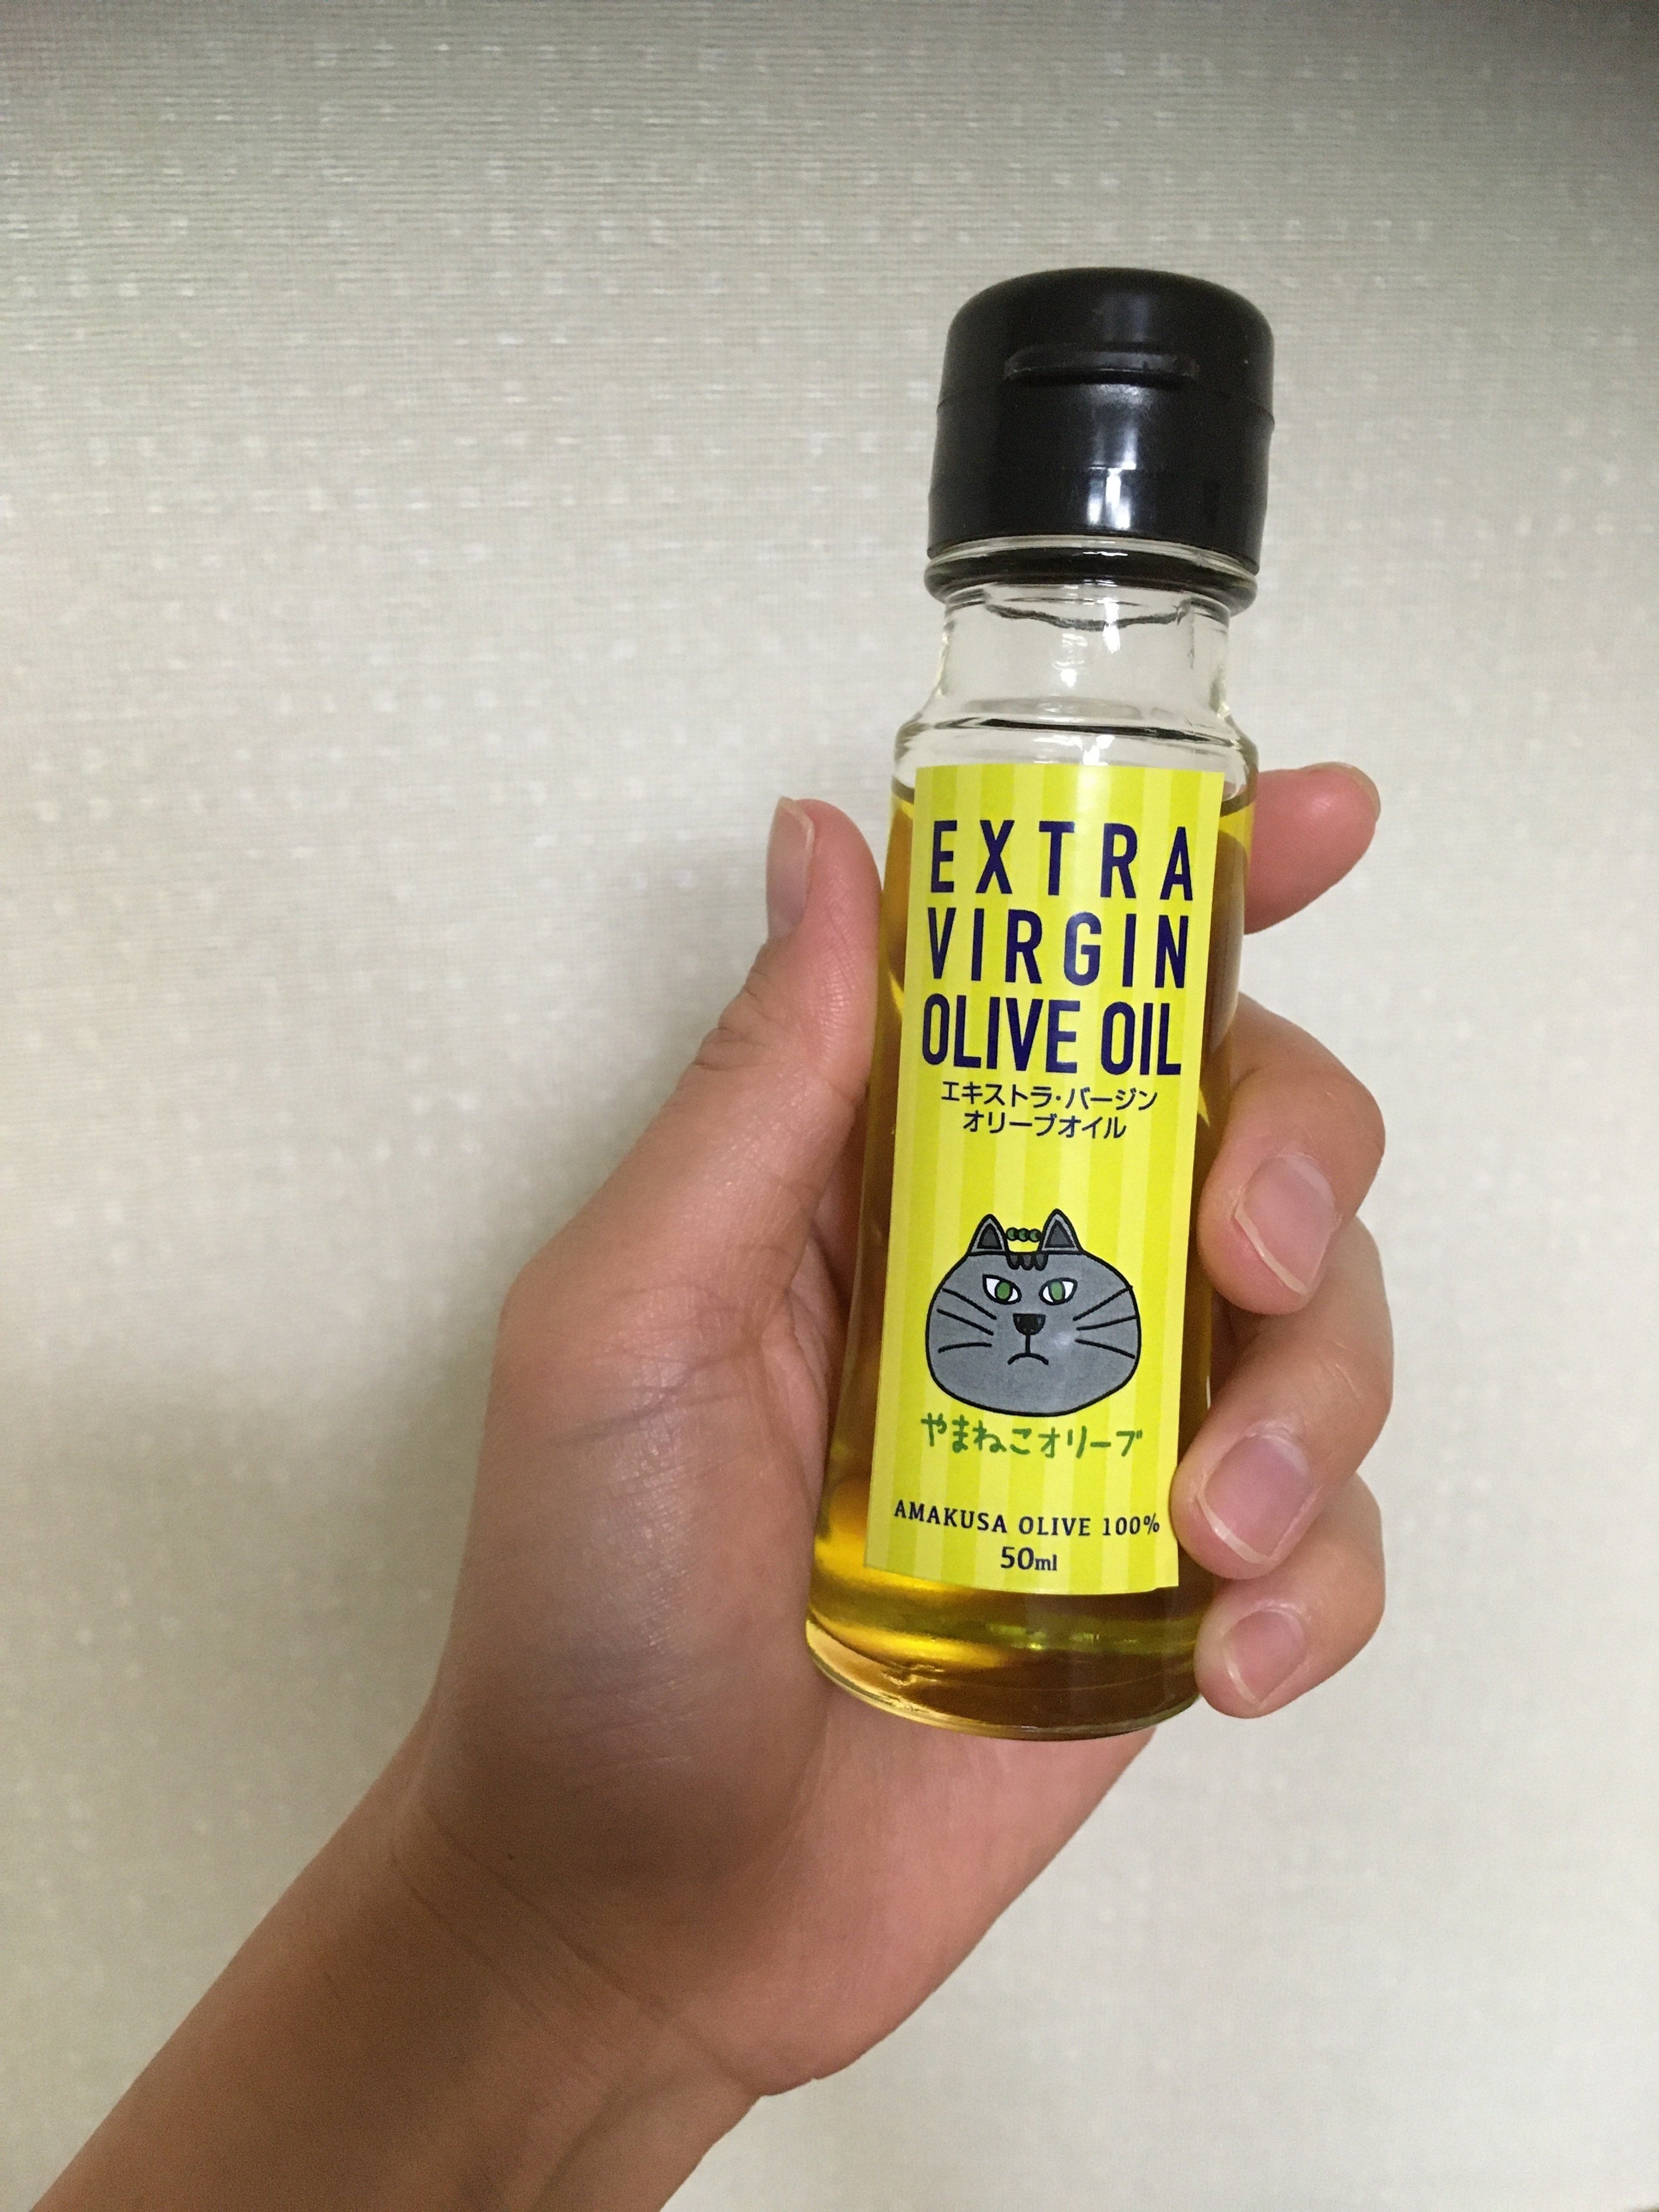 EXTRA
VIRGIN
OLIVE OIL
エキストラ・バージン
オリーブオイル
やまねこオリーブ
AMAKUSA OLIVE 100%
50ml